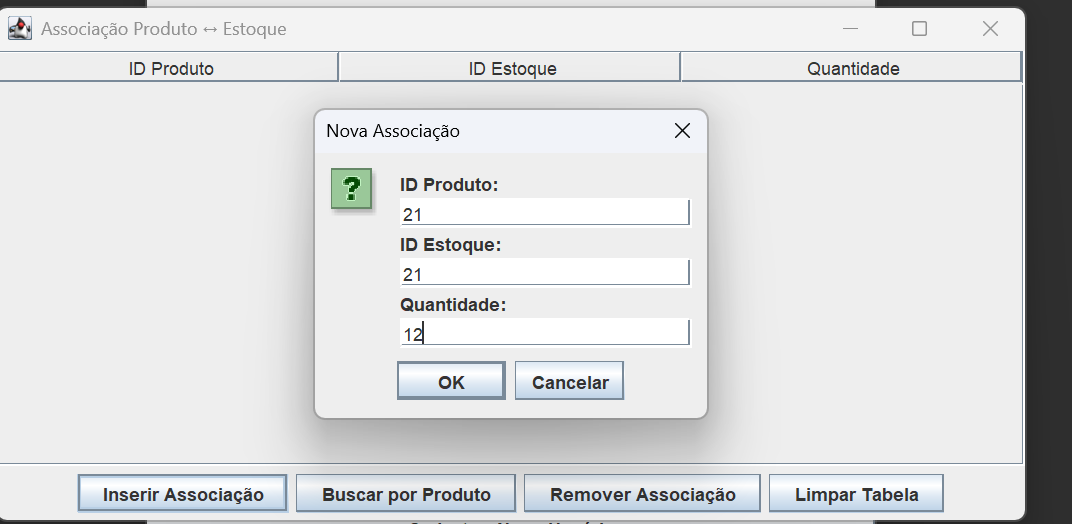 Associação Produto ↔ Estoque
ID Produto ID Estoque Quantidade
Nova Associação
?
ID Produto:
21
ID Estoque:
21
Quantidade:
12
OK Cancelar
Inserir Associação Buscar por Produto Remover Associação Limpar Tabela